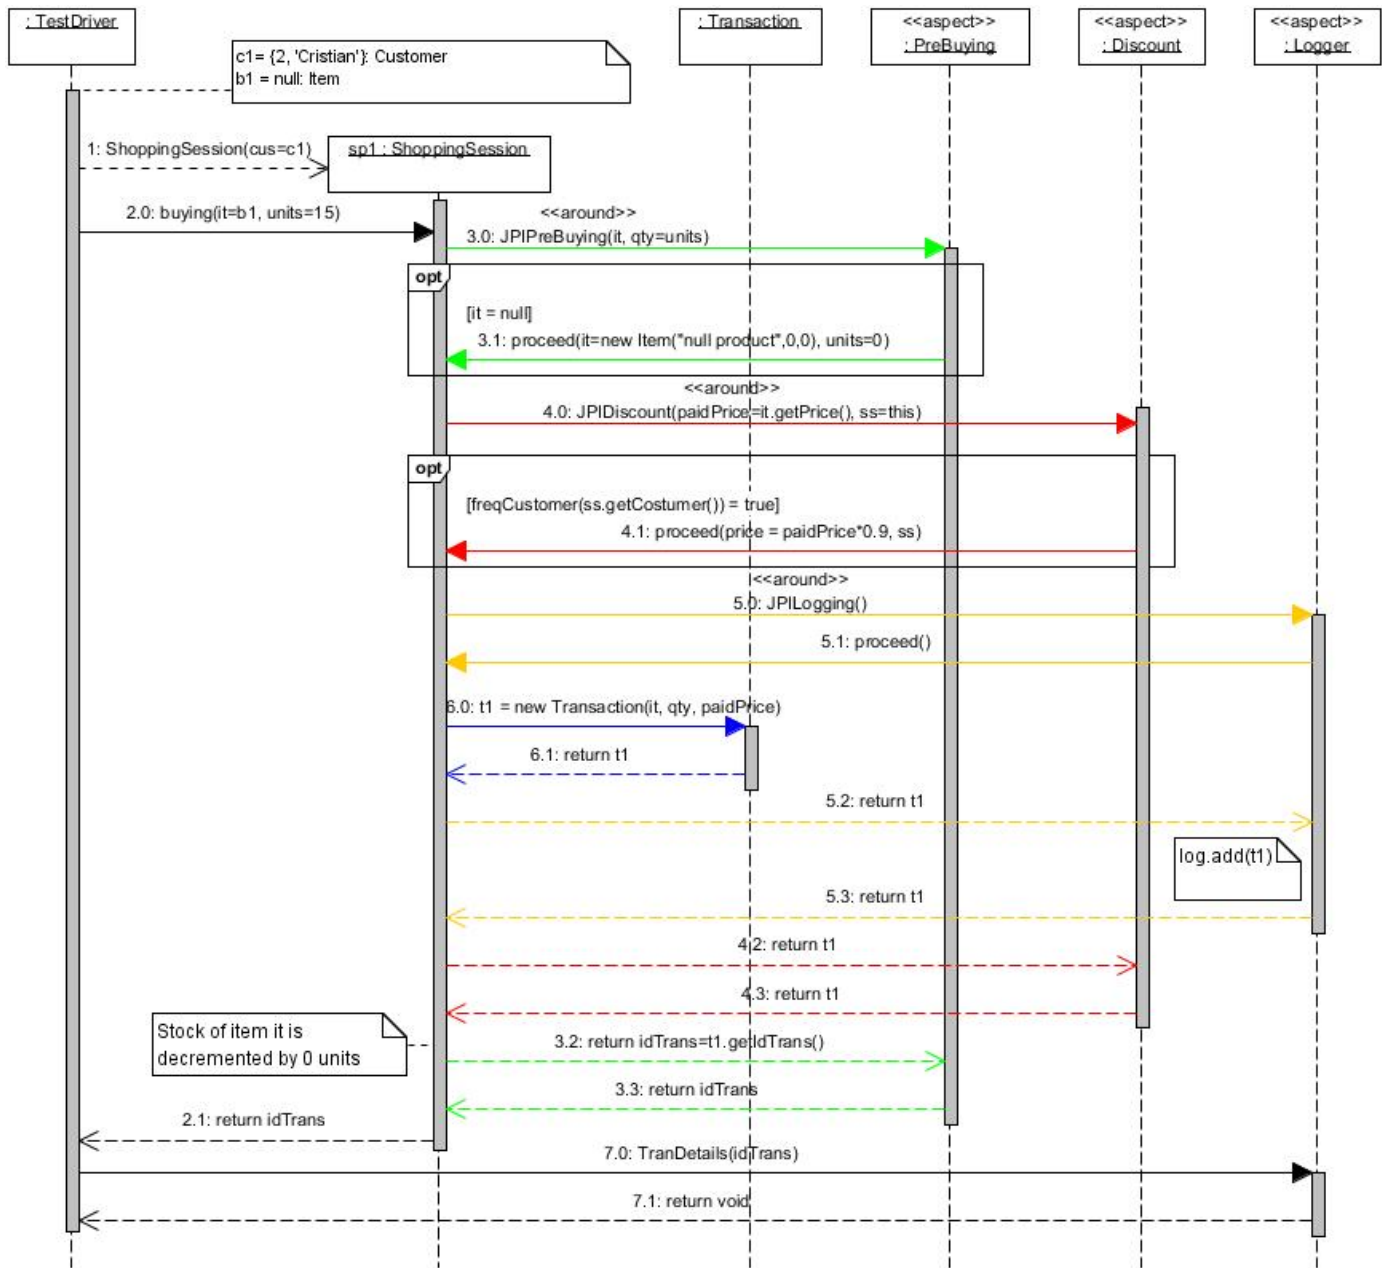 : TestDriver
: Transaction
<<aspect>>
: PreBuying
<<aspect>>
: Discount
<<aspect>>
: Logger
c1= {2, 'Cristian'}: Customer
b1 = null: Item
1: ShoppingSession(cus=c1)
sp1 : ShoppingSession
2.0: buying(it=b1, units=15)
<<around>>
3.0: JPIPreBuying(it, qty=units)
opt
[it = null]
3.1: proceed(it=new Item("null product",0,0), units=0)
<<around>>
4.0: JPIDiscount(paidPrice=it.getPrice(), ss=this)
opt
[freqCustomer(ss.getCostumer()) = true]
4.1: proceed(price = paidPrice*0.9, ss)
<<around>>
5.0: JPILogging()
5.1: proceed()
6.0: t1 = new Transaction(it, qty, paidPrice)
6.1: return t1
5.2: return t1
log.add(t1)
5.3: return t1
4.2: return t1
4.3: return t1
Stock of item it is
decremented by 0 units
3.2: return idTrans=t1.getIdTrans()
3.3: return idTrans
2.1: return idTrans
7.0: TranDetails(idTrans)
7.1: return void